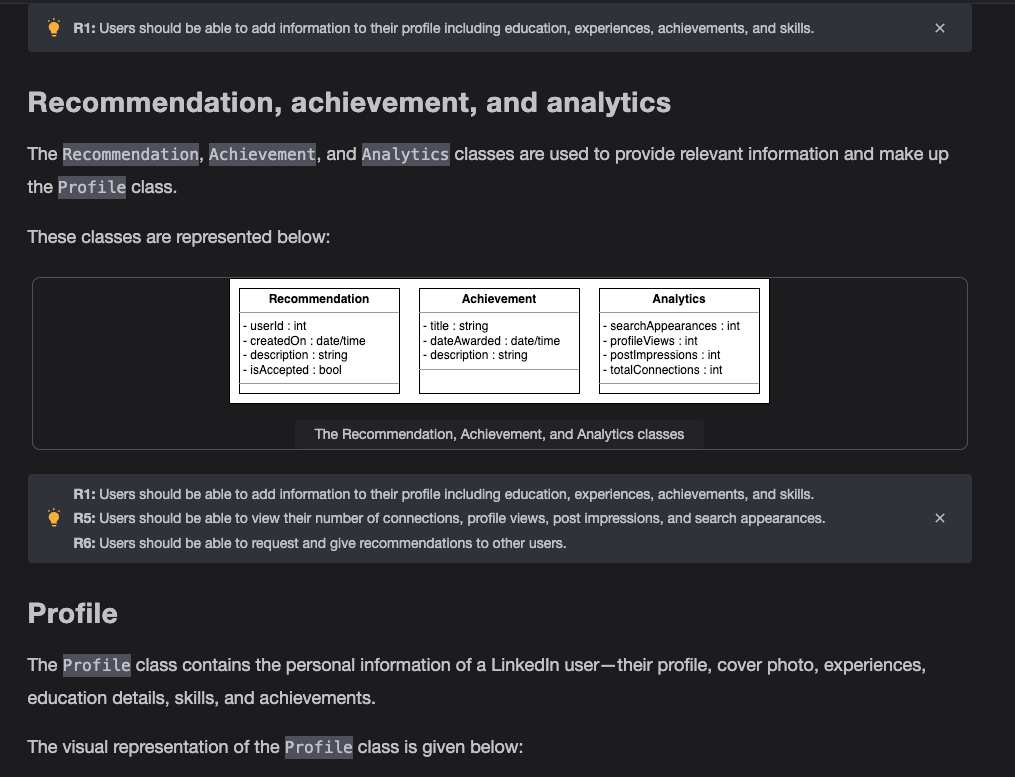 R1: Users should be able to add information to their profile including education, experiences, achievements, and skills.
Recommendation, achievement, and analytics
The Recommendation, Achievement, and Analytics classes are used to provide relevant information and make up
the Profile class.
These classes are represented below:
Recommendation
- userId : int
- createdOn : date/time
- description : string
- isAccepted : bool
Achievement
- title : string
- dateAwarded : date/time
- description : string
Analytics
- searchAppearances : int
- profileViews : int
- postImpressions : int
- totalConnections : int
The Recommendation, Achievement, and Analytics classes
R1: Users should be able to add information to their profile including education, experiences, achievements, and skills.
R5: Users should be able to view their number of connections, profile views, post impressions, and search appearances.
R6: Users should be able to request and give recommendations to other users.
Profile
The Profile class contains the personal information of a LinkedIn user—their profile, cover photo, experiences,
education details, skills, and achievements.
The visual representation of the Profile class is given below: